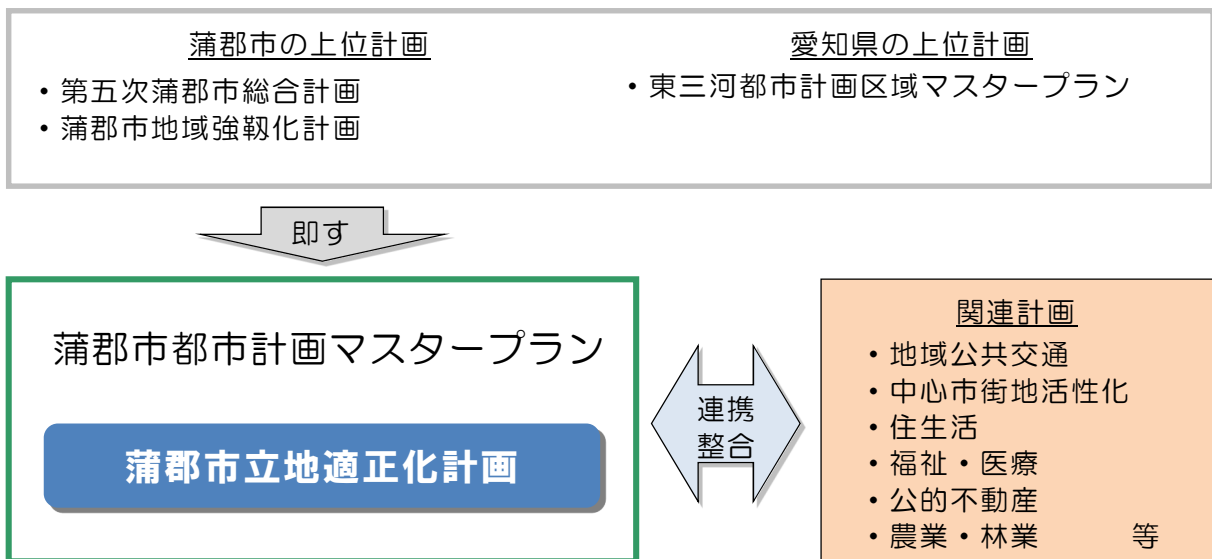 蒲郡市の上位計画
・第五次蒲郡市総合計画
・蒲郡市地域強靱化計画
愛知県の上位計画
・東三河都市計画区域マスタープラン
即す
蒲郡市都市計画マスタープラン
蒲郡市立地適正化計画
連携
整合
関連計画
・地域公共交通
・中心市街地活性化
・住生活
・福祉・医療
・公的不動産
・農業・林業　　　等